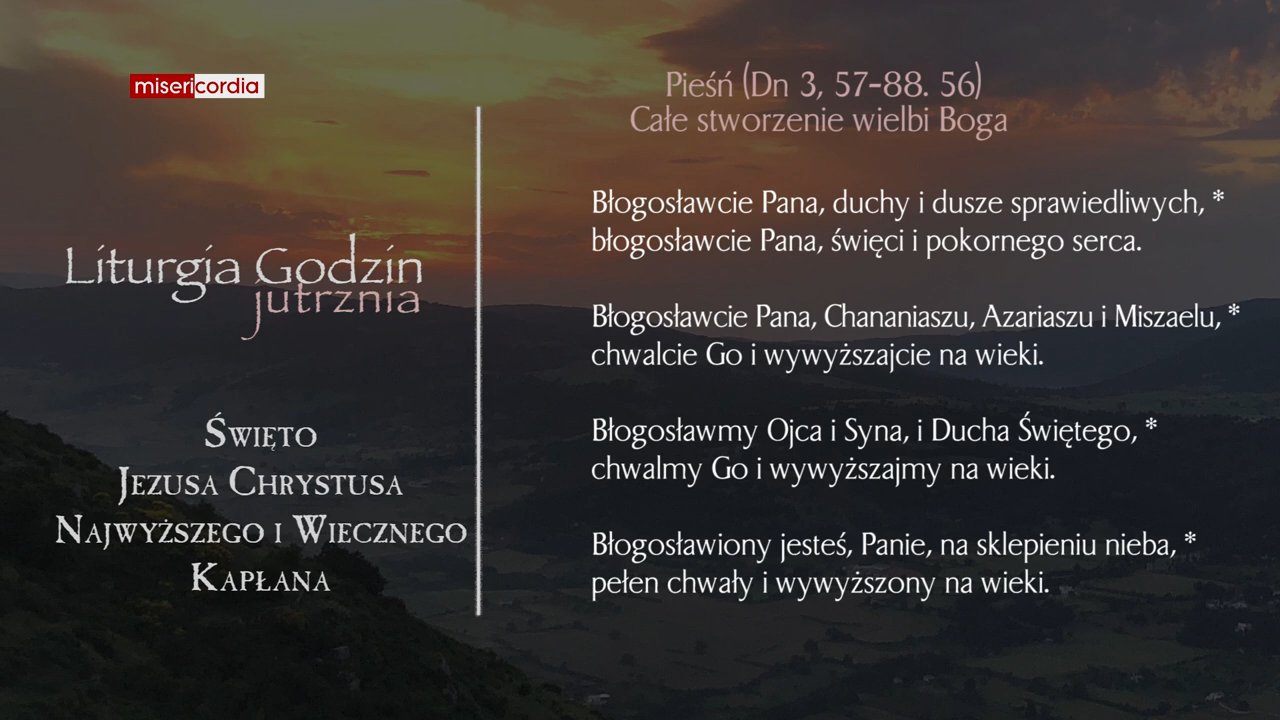 misericordia
Liturgia Godzin
jutrznia
Święto
Jezusa Chrystusa
Najwyższego i Wiecznego
Kapłana
Pieśń (Dn 3, 57-88. 56)
Całe stworzenie wielbi Boga
Błogosławcie Pana, duchy i dusze sprawiedliwych, *
błogosławcie Pana, święci i pokornego serca.
Błogosławcie Pana, Chananiaszu, Azariaszu i Miszaelu, *
chwalcie Go i wywyższajcie na wieki.
Błogosławmy Ojca i Syna, i Ducha Świętego, *
chwalmy Go i wywyższajmy na wieki.
Błogosławiony jesteś, Panie, na sklepieniu nieba, *
pełen chwały i wywyższony na wieki.